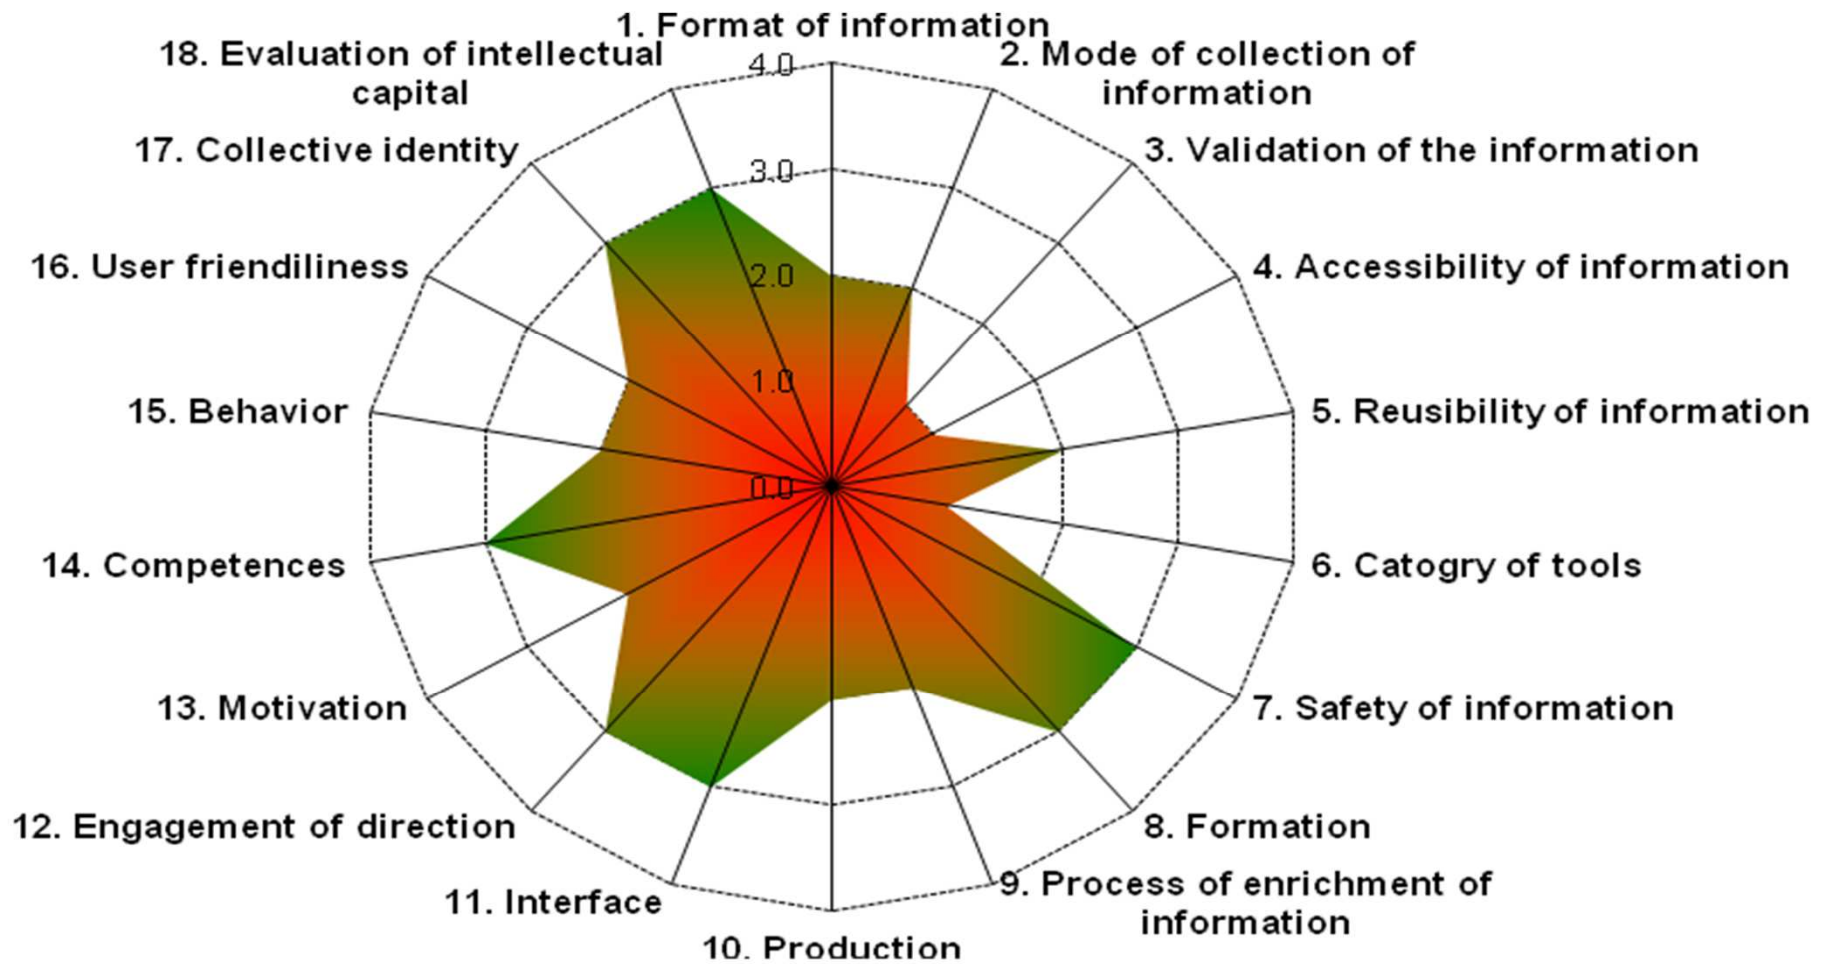 1. Format of information
2. Mode of collection of
information
3. Validation of the information
4. Accessibility of information
5. Reusibility of information
6. Catogry of tools
7. Safety of information
8. Formation
9. Process of enrichment of
information
10. Production
11. Interface
12. Engagement of direction
13. Motivation
14. Competences
15. Behavior
16. User friendiliness
17. Collective identity
18. Evaluation of intellectual
capital
4.0
3.0
2.0
1.0
0.0